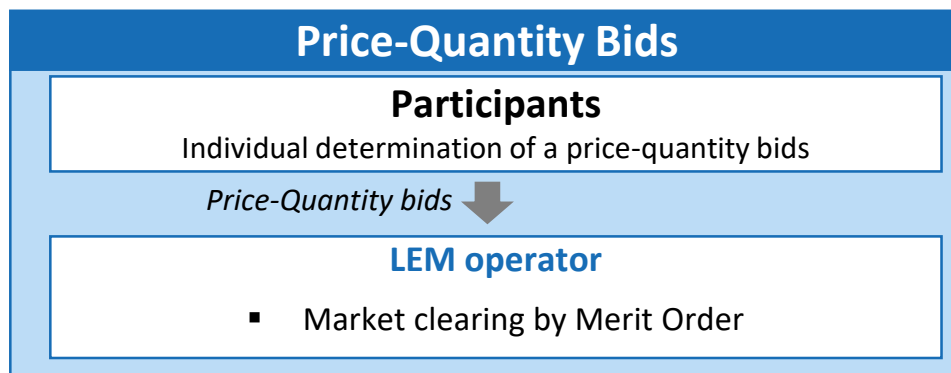 Price-Quantity Bids
Participants
Individual determination of a price-quantity bids
Price-Quantity bids
LEM operator
▪ Market clearing by Merit Order